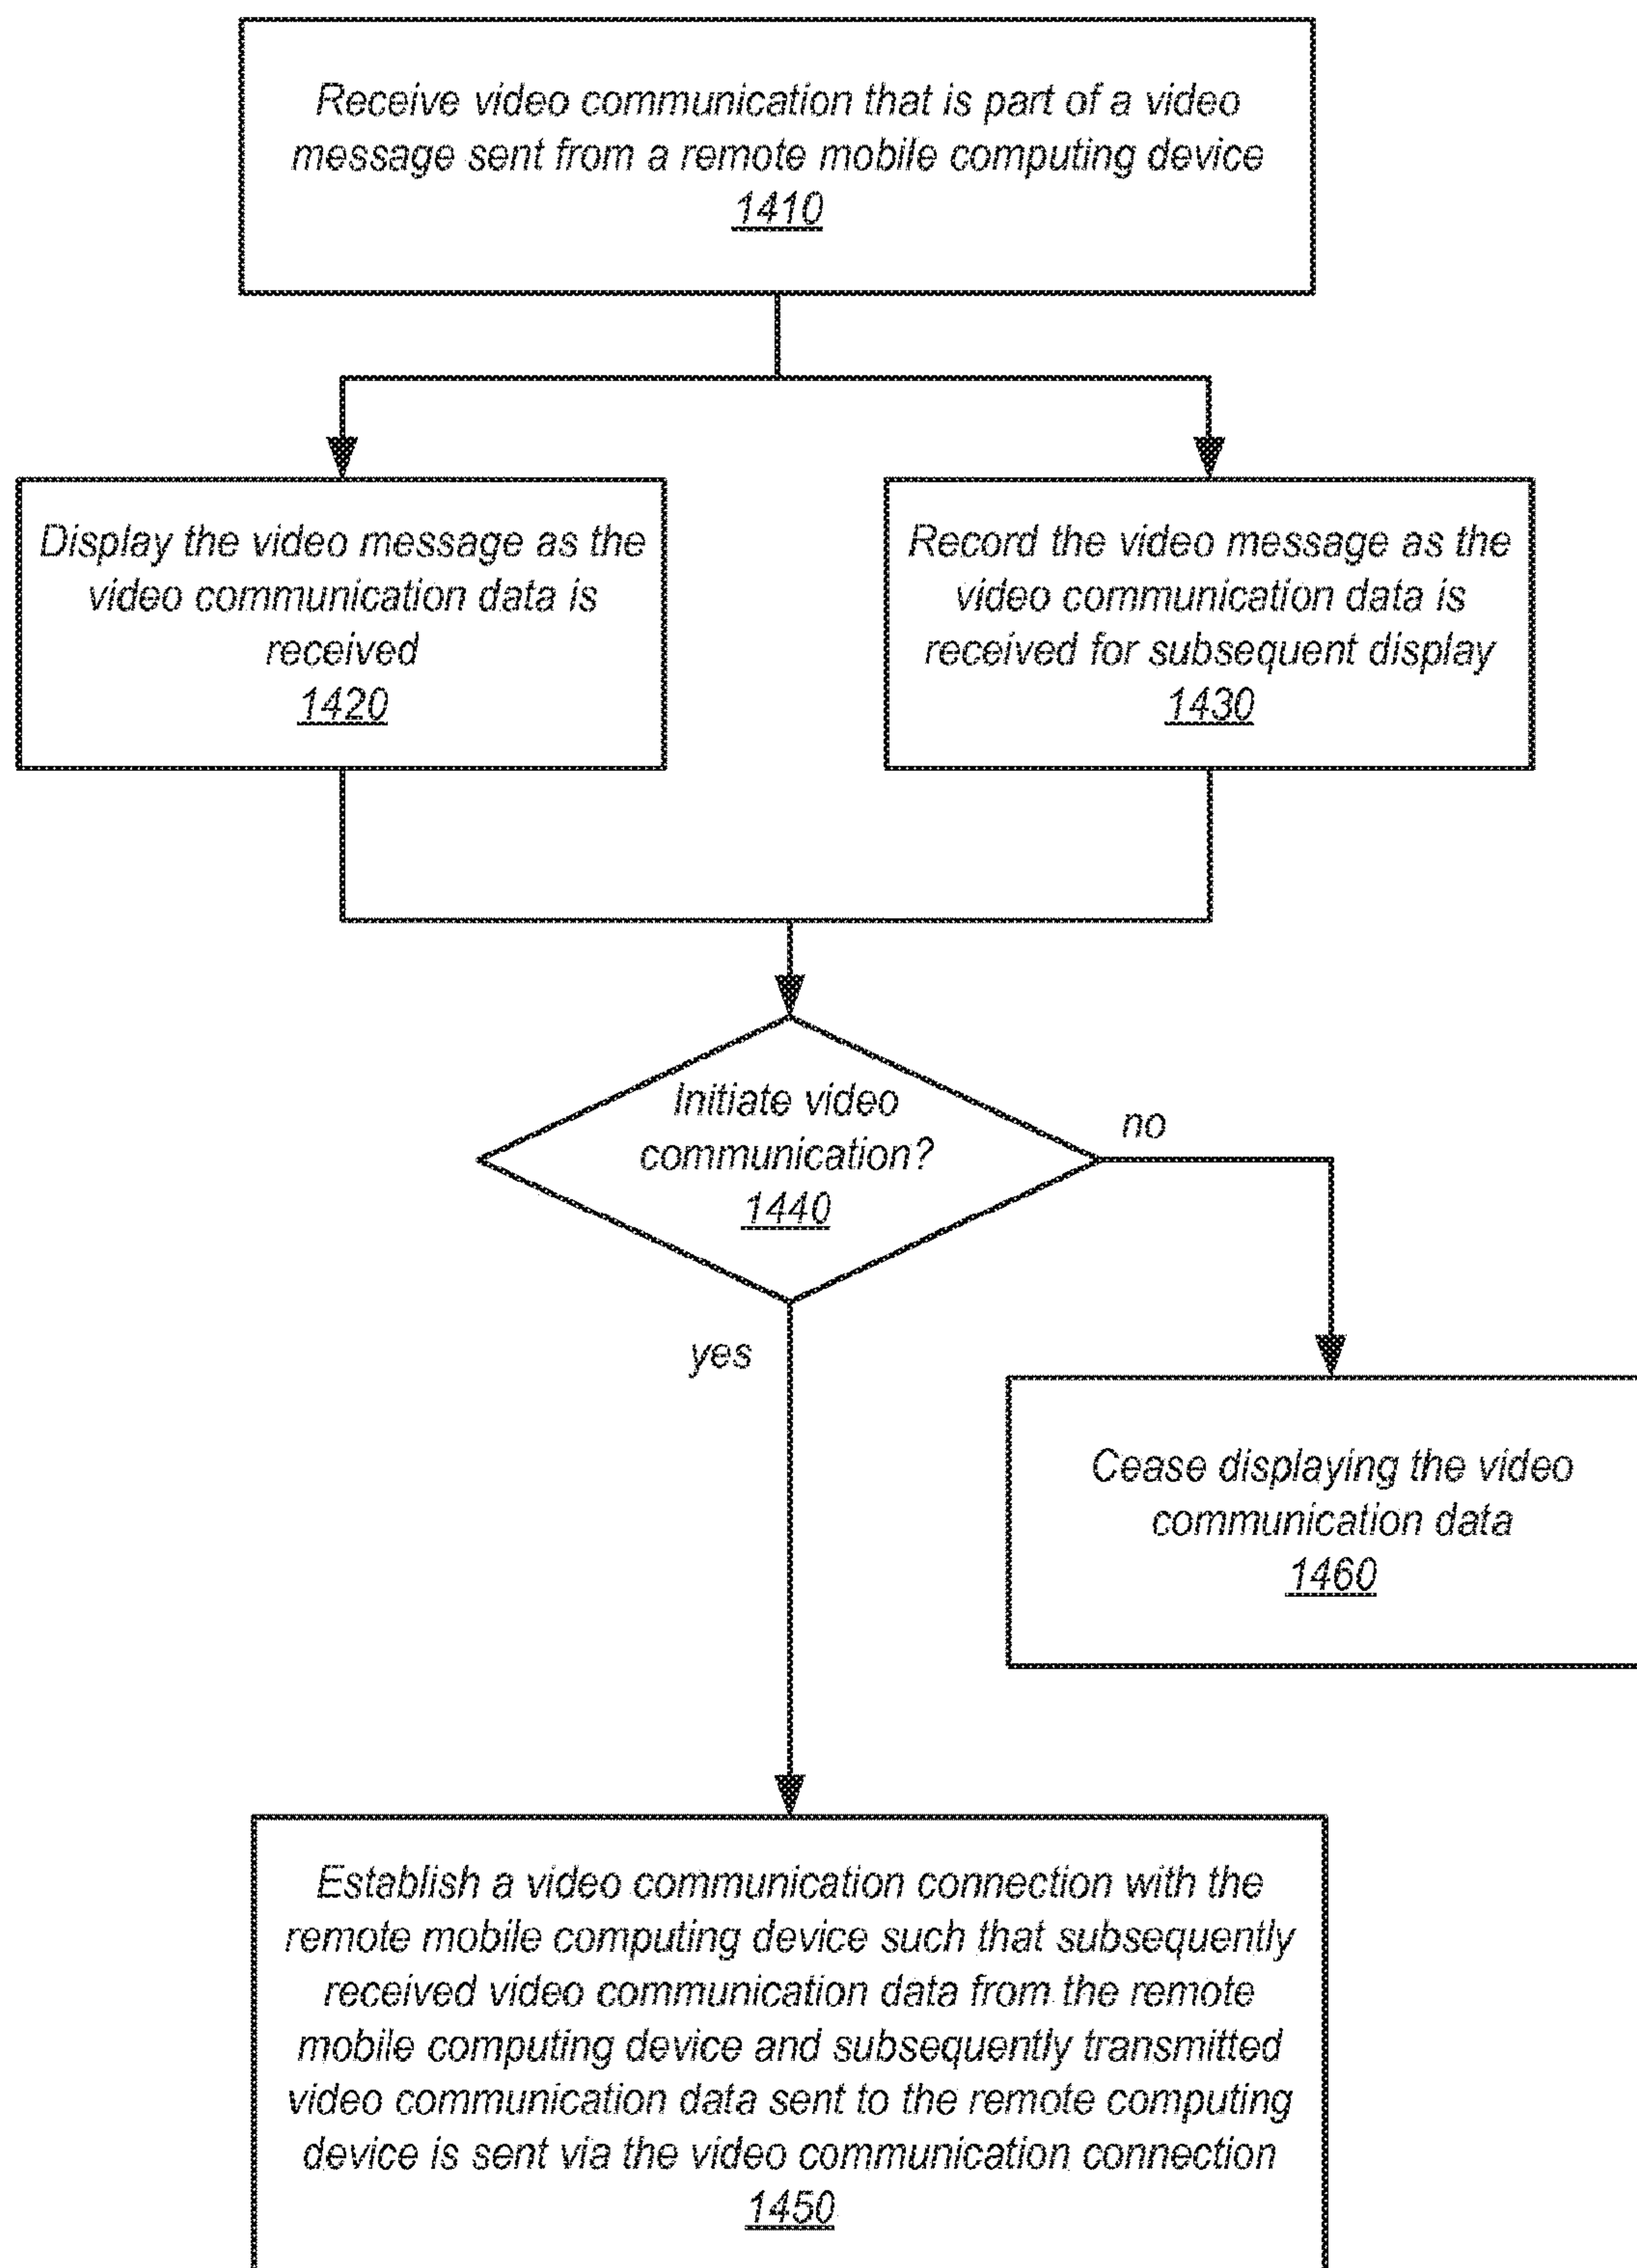 Receive video communication that is part of a video
message sent from a remote mobile computing device
1410
Display the video message as the
video communication data is
received
1420
Record the video message as the
video communication data is
received for subsequent display
1430
Initiate video
communication?
1440
no
yes
Cease displaying the video
communication data
1460
Establish a video communication connection with the
remote mobile computing device such that subsequently
received video communication data from the remote
mobile computing device and subsequently transmitted
video communication data sent to the remote computing
device is sent via the video communication connection
1450